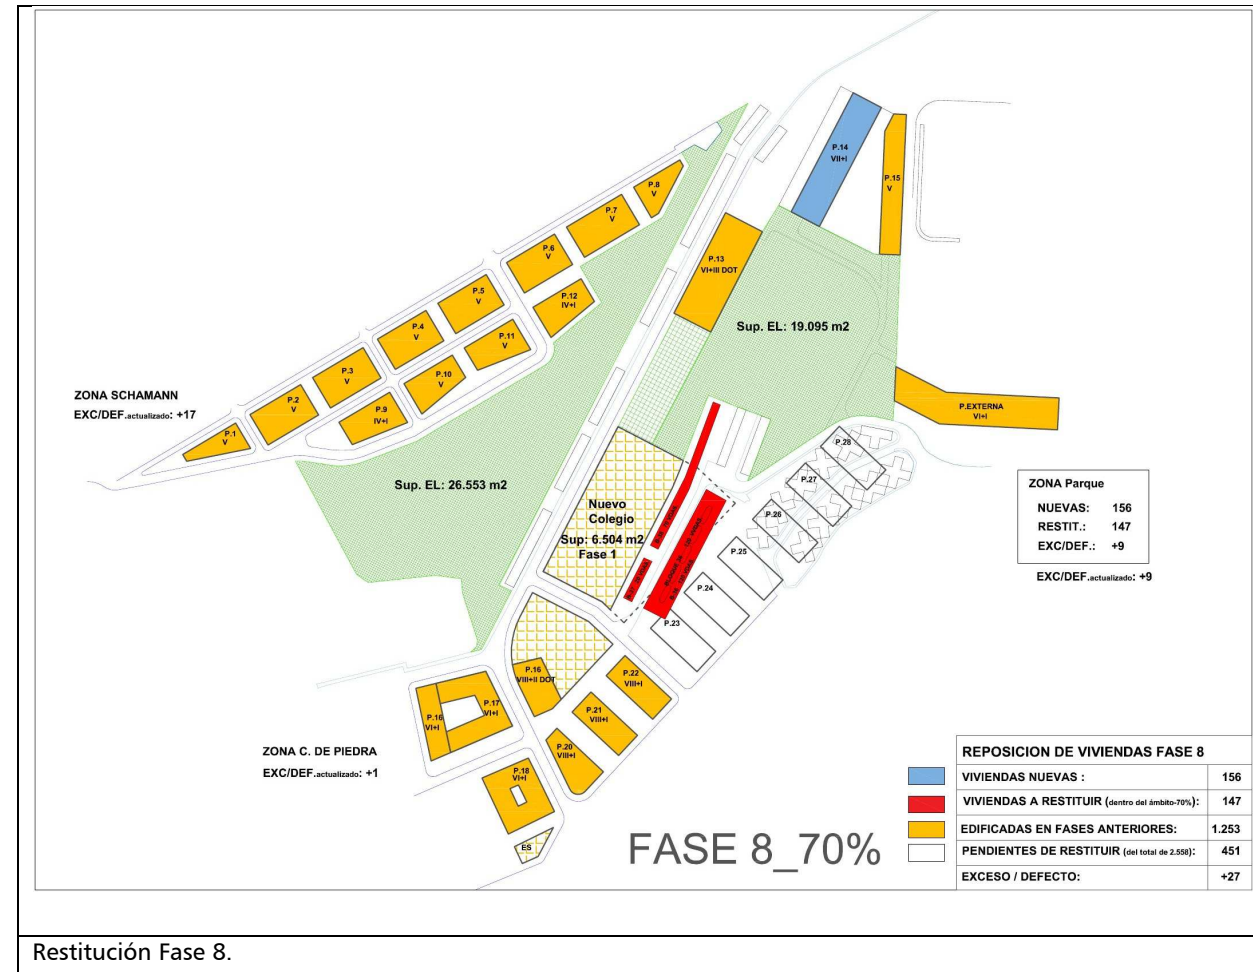 P.14
VII+I
P.15
V
P.8
V
P.7
V
P.6
V
P.13
VI+III DOT
P.5
V
P.12
IV+I
P.4
V
P.11
V
Sup. EL: 19.095 m2
P.3
V
P.10
V
ZONA SCHAMANN
EXC/DEF.actualizado: +17
P.2
V
P.9
IV+I
P.EXTERNA
VI+I
P.1
V
P.28
Sup. EL: 26.553 m2
P.27
ZONA Parque
NUEVAS: 156
RESTIT.: 147
EXC/DEF.: +9
EXC/DEF.actualizado: +9
Nuevo
Colegio
Sup: 6.504 m2
Fase 1
P.26
P.25
P.24
P.23
P.16
VIII+II DOT
P.22
VIII+I
P.17
VI+I
P.16
VI+I
P.21
VIII+I
P.20
VIII+I
ZONA C. DE PIEDRA
EXC/DEF.actualizado: +1
P.18
VI+I
ES
FASE 8_70%
REPOSICION DE VIVIENDAS FASE 8
VIVIENDAS NUEVAS : 156
VIVIENDAS A RESTITUIR (dentro del ámbito-70%): 147
EDIFICADAS EN FASES ANTERIORES: 1.253
PENDIENTES DE RESTITUIR (del total de 2.558): 451
EXCESO / DEFECTO: +27
Restitución Fase 8.